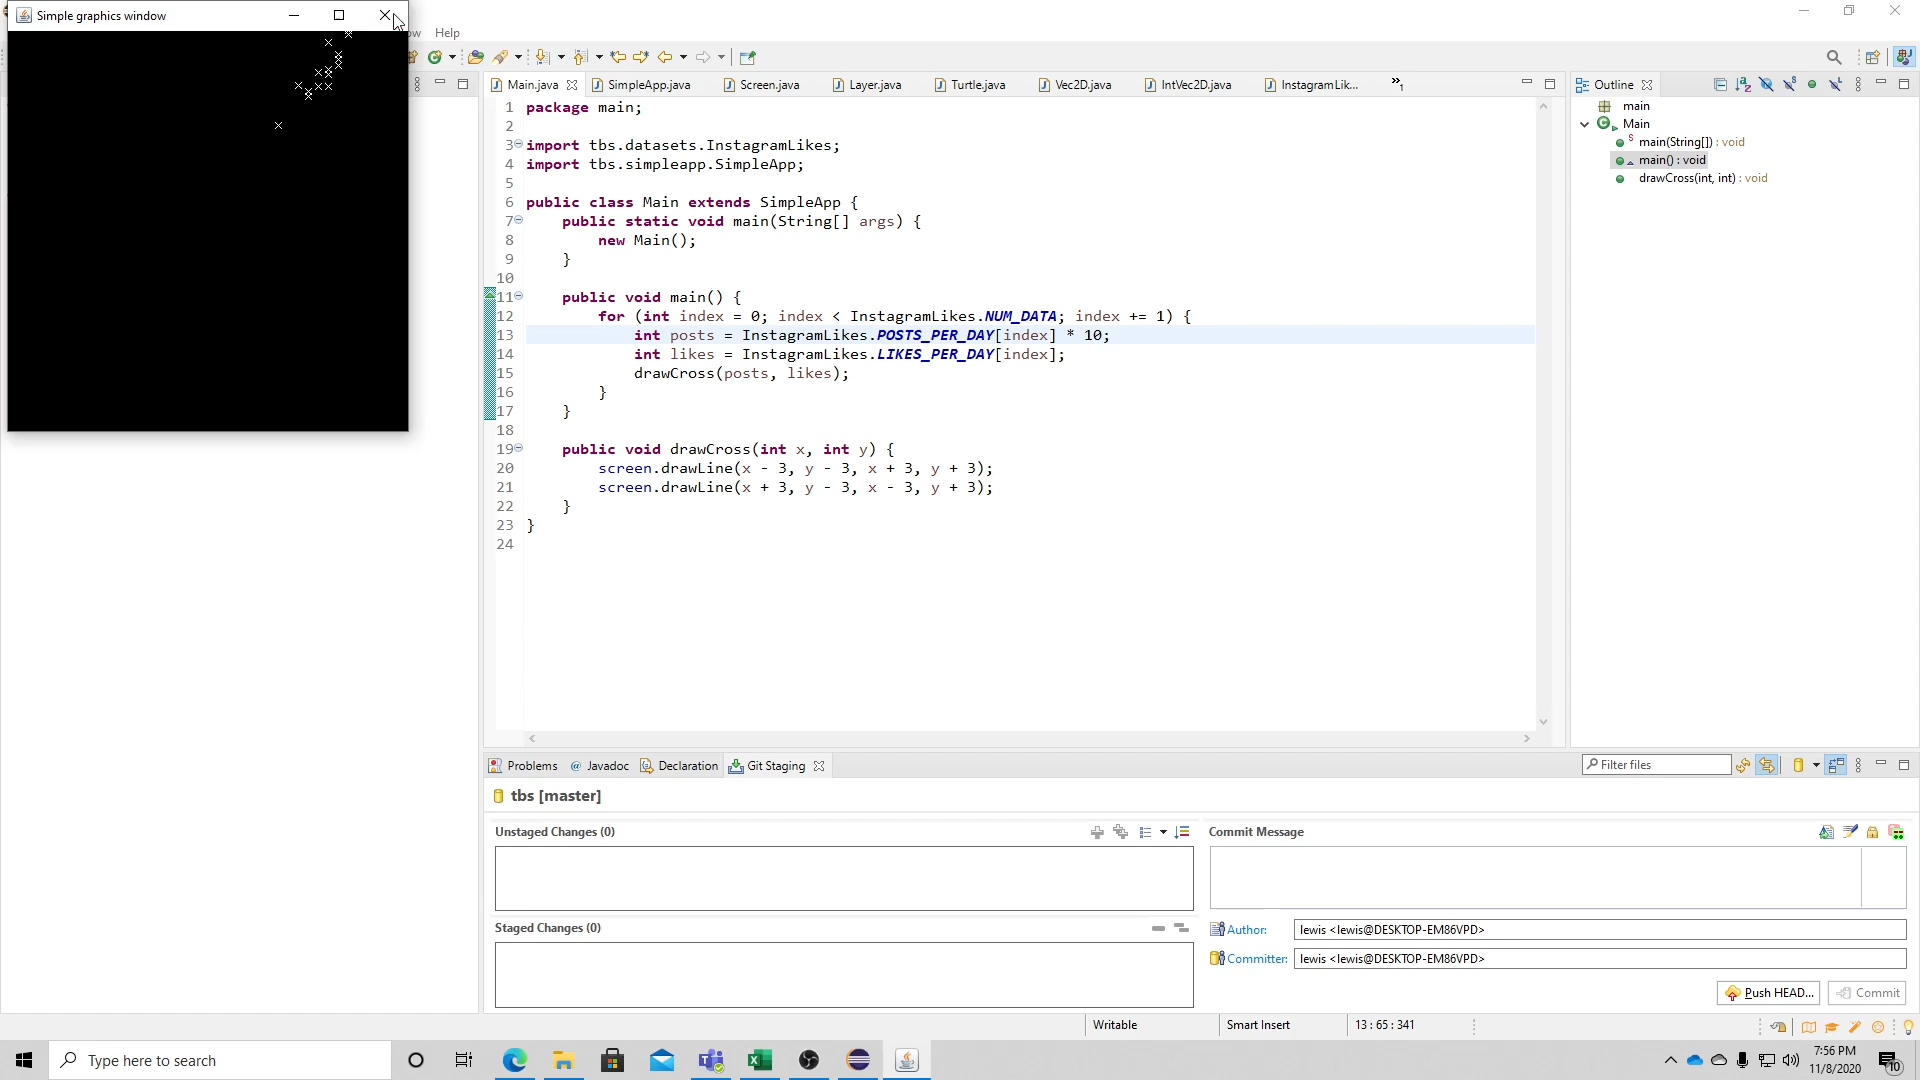 Simple graphics window
ow Help
Main.java SimpleApp.java Screen.java Layer.java Turtle.java Vec2D.java IntVec2D.java InstagramLik... »1
Outline
1 package main;
2
3 import tbs.datasets.InstagramLikes;
4 import tbs.simpleapp.SimpleApp;
5
6 public class Main extends SimpleApp {
7 public static void main(String[] args) {
8 new Main();
9 }
10
11 public void main() {
12 for (int index = 0; index < InstagramLikes.NUM_DATA; index += 1) {
13 int posts = InstagramLikes.POSTS_PER_DAY[index] * 10;
14 int likes = InstagramLikes.LIKES_PER_DAY[index];
15 drawCross(posts, likes);
16 }
17 }
18
19 public void drawCross(int x, int y) {
20 screen.drawLine(x - 3, y - 3, x + 3, y + 3);
21 screen.drawLine(x + 3, y - 3, x - 3, y + 3);
22 }
23 }
24
main
Main
main(String[]) : void
main() : void
drawCross(int, int) : void
Problems @ Javadoc Declaration Git Staging
Filter files
tbs [master]
Unstaged Changes (0)
Commit Message
Staged Changes (0)
Author: lewis <lewis@DESKTOP-EM86VPD>
Committer: lewis <lewis@DESKTOP-EM86VPD>
Push HEAD... Commit
Writable Smart Insert 13 : 65 : 341
Type here to search
7:56 PM
11/8/2020
10